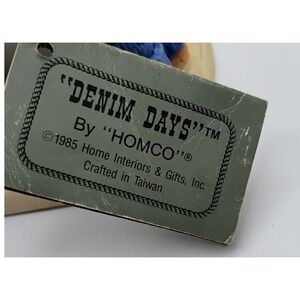 "DENIM DAYS"™
By "HOMCO"®
©1985 Home Interiors & Gifts, Inc.
Crafted in Taiwan